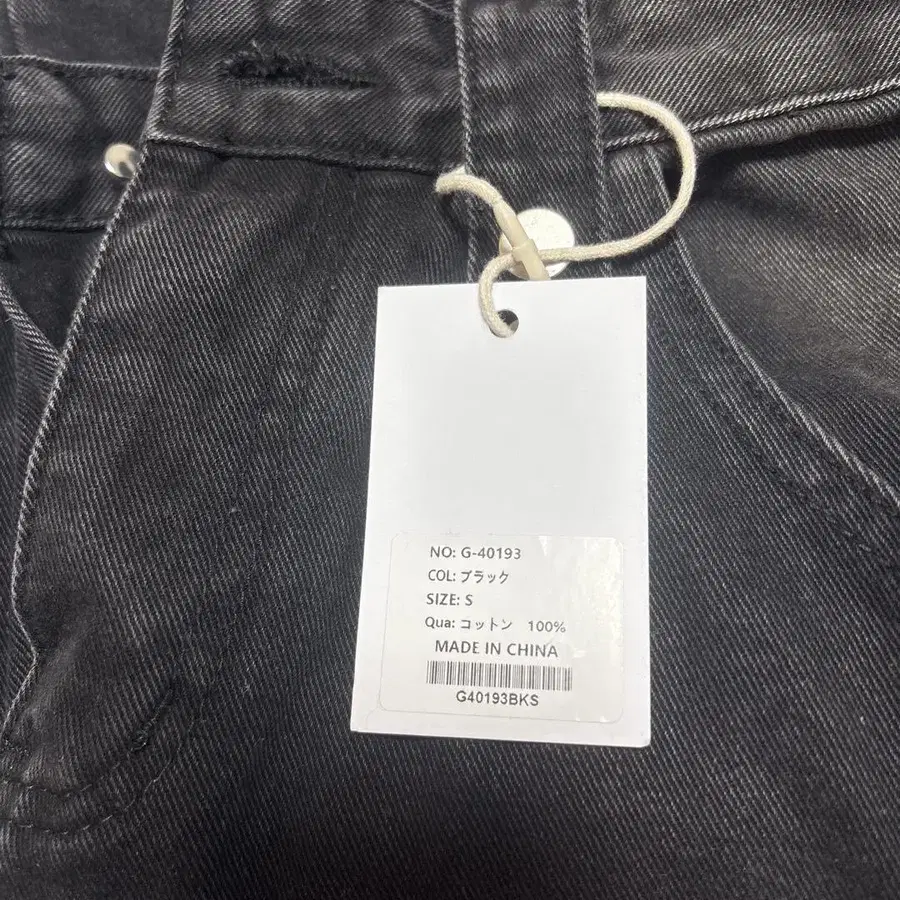 NO: G-40193
COL: ブラック
SIZE: S
Qua: コットン 100%
MADE IN CHINA
G40193BKS